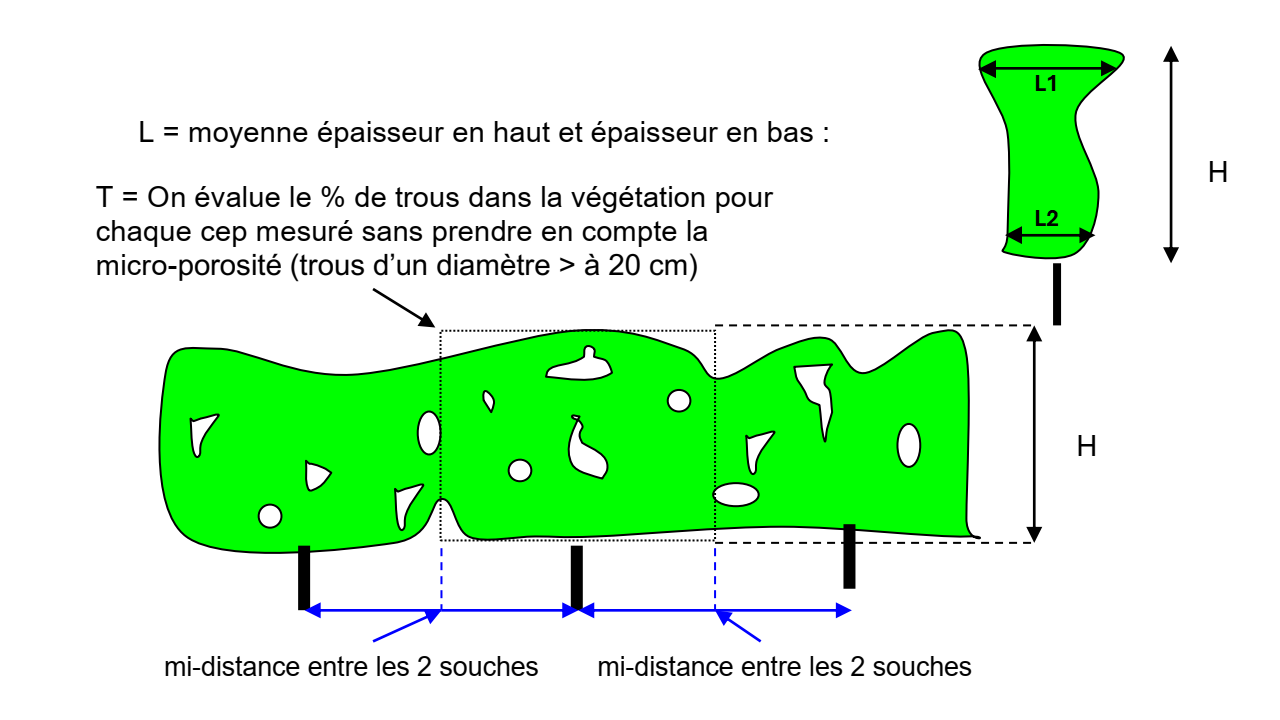 L1
L = moyenne épaisseur en haut et épaisseur en bas :
H
T = On évalue le % de trous dans la végétation pour
chaque cep mesuré sans prendre en compte la
micro-porosité (trous d’un diamètre > à 20 cm)
L2
H
mi-distance entre les 2 souches
mi-distance entre les 2 souches